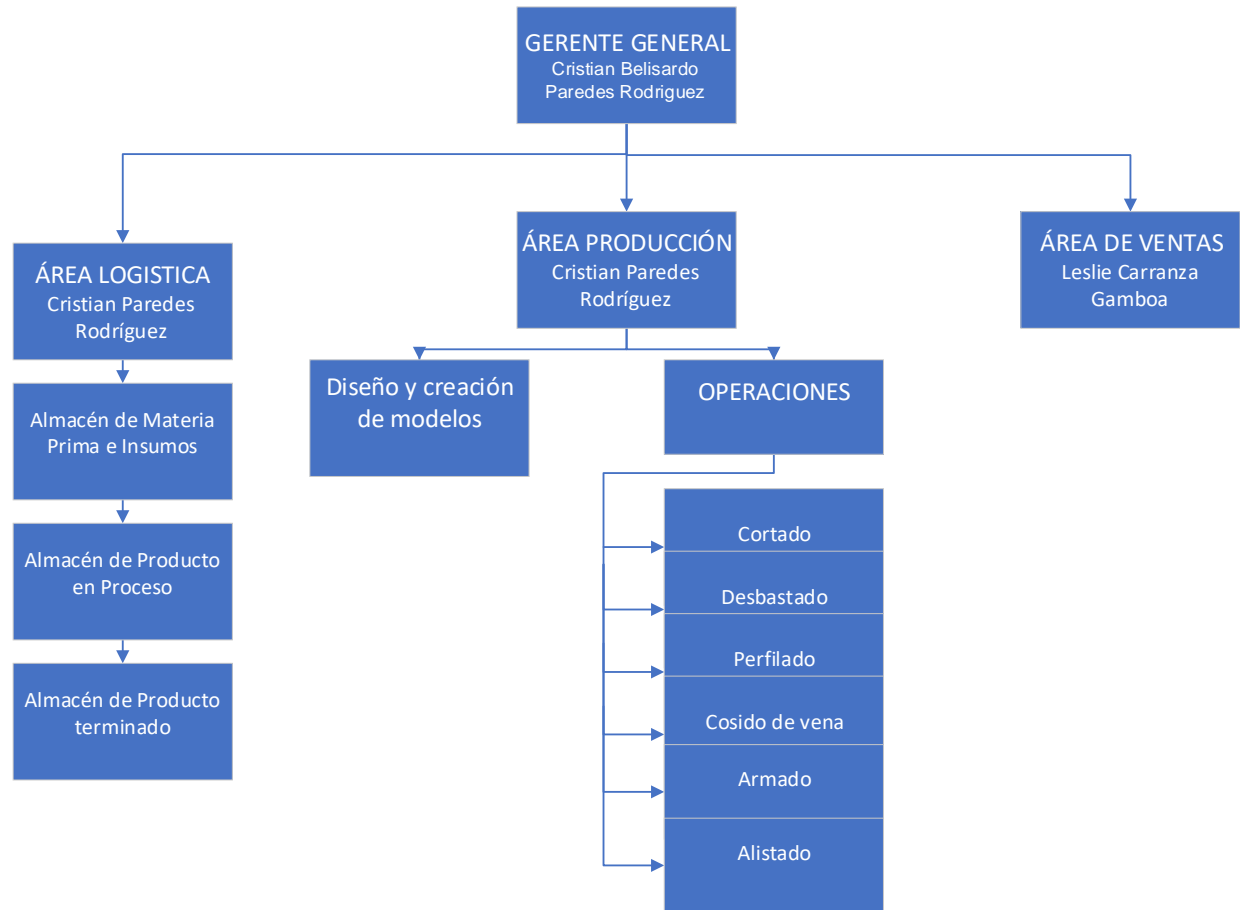 GERENTE GENERAL
Cristian Belisardo
Paredes Rodriguez
ÁREA LOGISTICA
Cristian Paredes
Rodríguez
ÁREA PRODUCCIÓN
Cristian Paredes
Rodríguez
ÁREA DE VENTAS
Leslie Carranza
Gamboa
Almacén de Materia
Prima e Insumos
Almacén de Producto
en Proceso
Almacén de Producto
terminado
Diseño y creación
de modelos
OPERACIONES
Cortado
Desbastado
Perfilado
Cosido de vena
Armado
Alistado